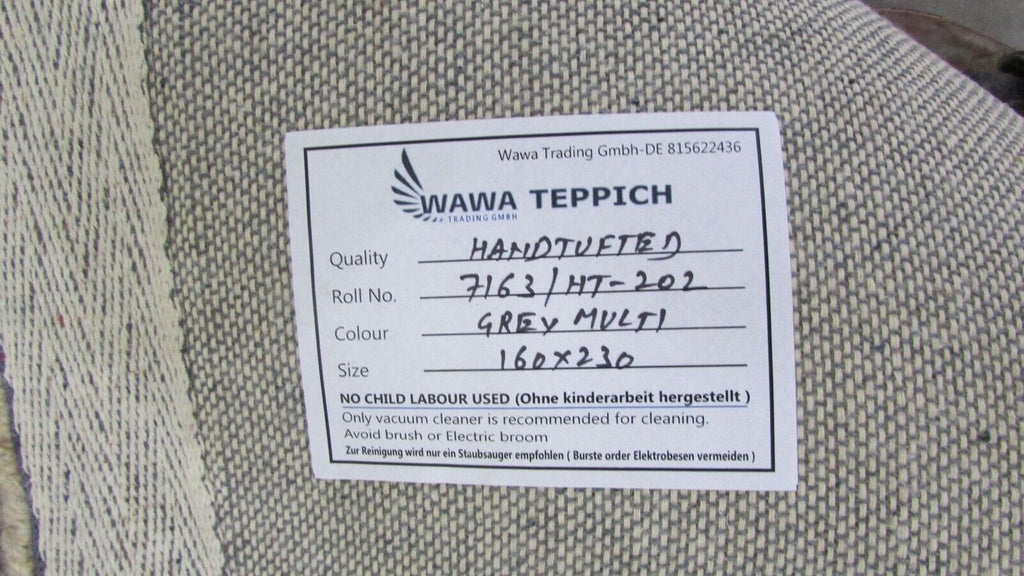 Wawa Trading Gmbh-DE 815622436
WAWA TEPPICH
TRADING GMBH
Quality HANDTUFTED
Roll No. 7163/HT-202
Colour GREY MULTI
Size 160x230
NO CHILD LABOUR USED (Ohne kinderarbeit hergestellt )
Only vacuum cleaner is recommended for cleaning.
Avoid brush or Electric broom
Zur Reinigung wird nur ein Staubsauger empfohlen ( Burste order Elektrobesen vermeiden )